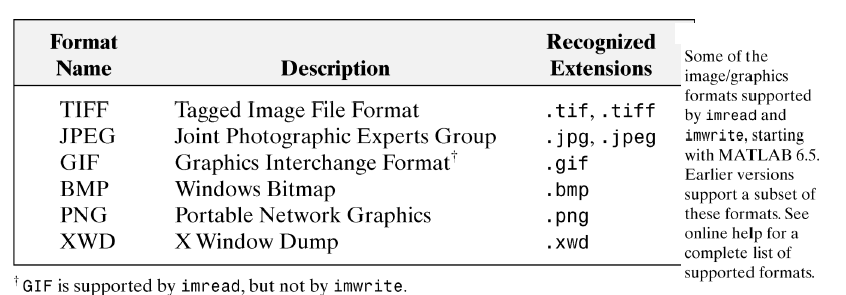 Format Name Description Recognized Extensions
TIFF Tagged Image File Format .tif, .tiff
JPEG Joint Photographic Experts Group .jpg, .jpeg
GIF Graphics Interchange Format†
.gif
BMP Windows Bitmap .bmp
PNG Portable Network Graphics .png
XWD X Window Dump .xwd
† GIF is supported by imread, but not by imwrite.
Some of the
image/graphics
formats supported
by imread and
imwrite, starting
with MATLAB 6.5.
Earlier versions
support a subset of
these formats. See
online help for a
complete list of
supported formats.